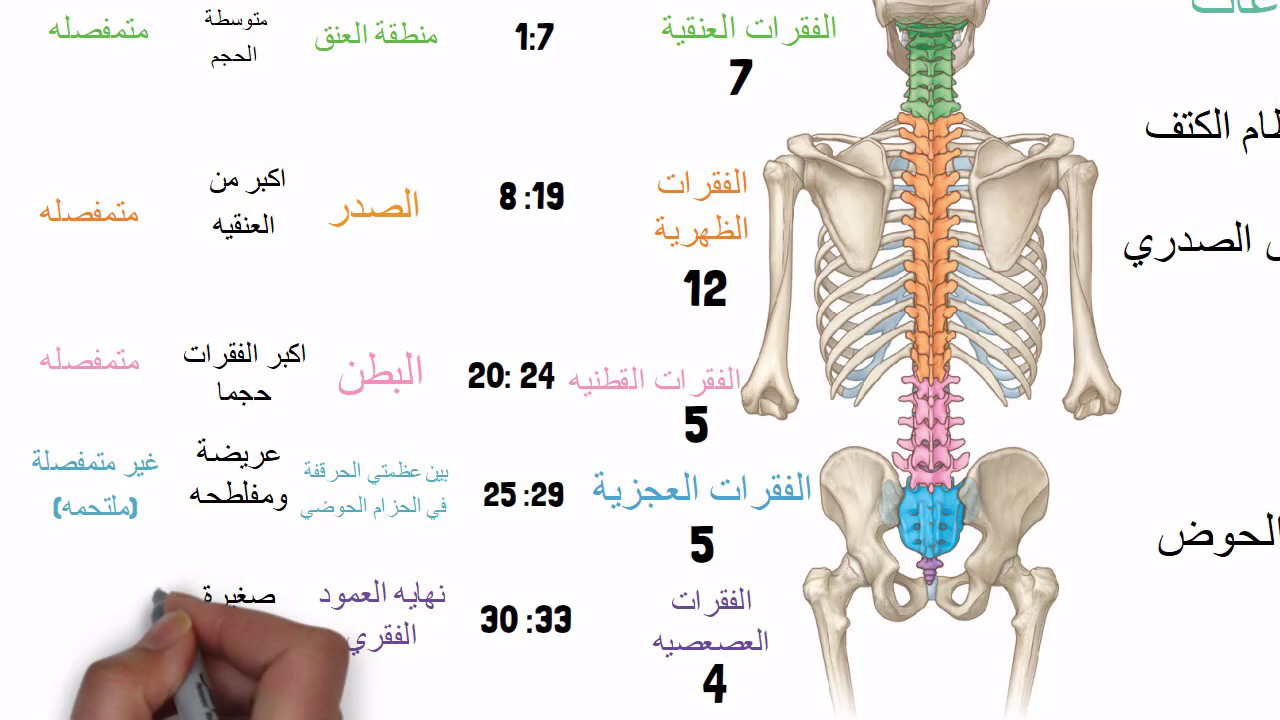 الفقرات العنقية
7
1:7
منطقة العنق
متوسطة
الحجم
متمفصله
ظام الكتف
الفقرات
الظهرية
12
8 :19
الصدر
اكبر من
العنقيه
متمفصله
الصدري
الفقرات القطنيه
5
20: 24
البطن
اكبر الفقرات
حجما
متمفصله
الفقرات العجزية
5
25 :29
بين عظمتي الحرقفة
في الحزام الحوضي
عريضة
ومفلطحه
غير متمفصلة
(ملتحمه)
الحوض
الفقرات
العصعصيه
4
30 :33
نهايه العمود
الفقري
صغيرة